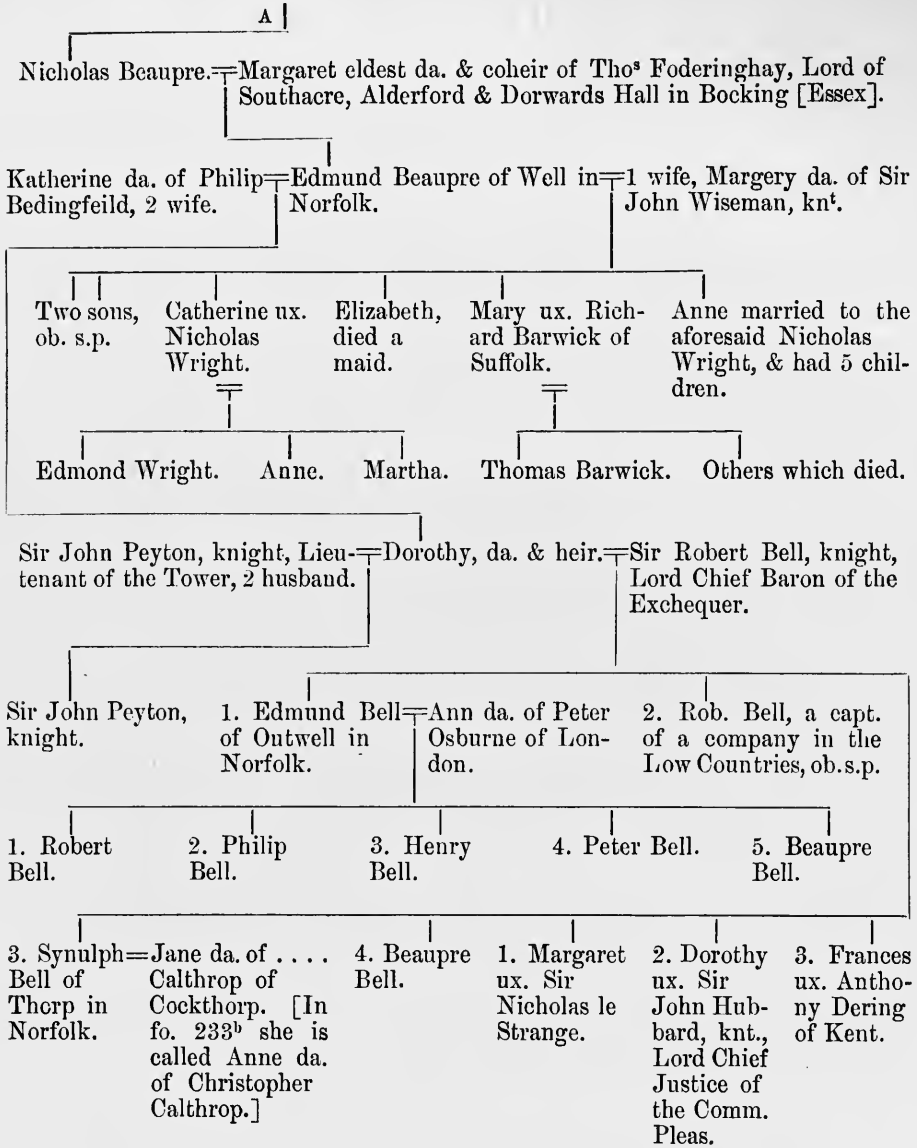 A
Nicholas Beaupre.=Margaret eldest da. & coheir of Thoˢ Foderinghay, Lord of
Southacre, Alderford & Dorwards Hall in Bocking [Essex].
Katherine da. of Philip=Edmund Beaupre of Well in=1 wife, Margery da. of Sir
Bedingfeild, 2 wife.
Norfolk.
John Wiseman, knᵗ.
Two sons,
ob. s.p.
Catherine ux.
Nicholas
Wright.
Elizabeth,
died a
maid.
Mary ux. Rich-
ard Barwick of
Suffolk.
Anne married to the
aforesaid Nicholas
Wright, & had 5 chil-
dren.
Edmond Wright.
Anne.
Martha.
Thomas Barwick.
Others which died.
Sir John Peyton, knight, Lieu-=Dorothy, da. & heir.=Sir Robert Bell, knight,
tenant of the Tower, 2 husband.
Lord Chief Baron of the
Exchequer.
Sir John Peyton,
knight.
1. Edmund Bell=Ann da. of Peter
of Outwell in
Norfolk.
Osburne of Lon-
don.
2. Rob. Bell, a capt.
of a company in the
Low Countries, ob.s.p.
1. Robert
Bell.
2. Philip
Bell.
3. Henry
Bell.
4. Peter Bell.
5. Beaupre
Bell.
3. Synulph=Jane da. of ....
Bell of
Thorp in
Norfolk.
Calthrop of
Cockthorp. [In
fo. 233ᵇ she is
called Anne da.
of Christopher
Calthrop.]
4. Beaupre
Bell.
1. Margaret
ux. Sir
Nicholas le
Strange.
2. Dorothy
ux. Sir
John Hub-
bard, knt.,
Lord Chief
Justice of
the Comm.
Pleas.
3. Frances
ux. Antho-
ny Dering
of Kent.